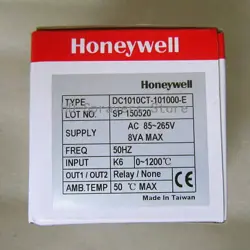 Honeywell
Honeywell
TYPE DC1010CT-101000-E
LOT NO. SP 150520
SUPPLY AC 85~265V
8VA MAX
FREQ 50HZ
INPUT K6 0~1200℃
OUT1 / OUT2 Relay / None
AMB.TEMP 50 ℃ MAX
Made in Taiwan